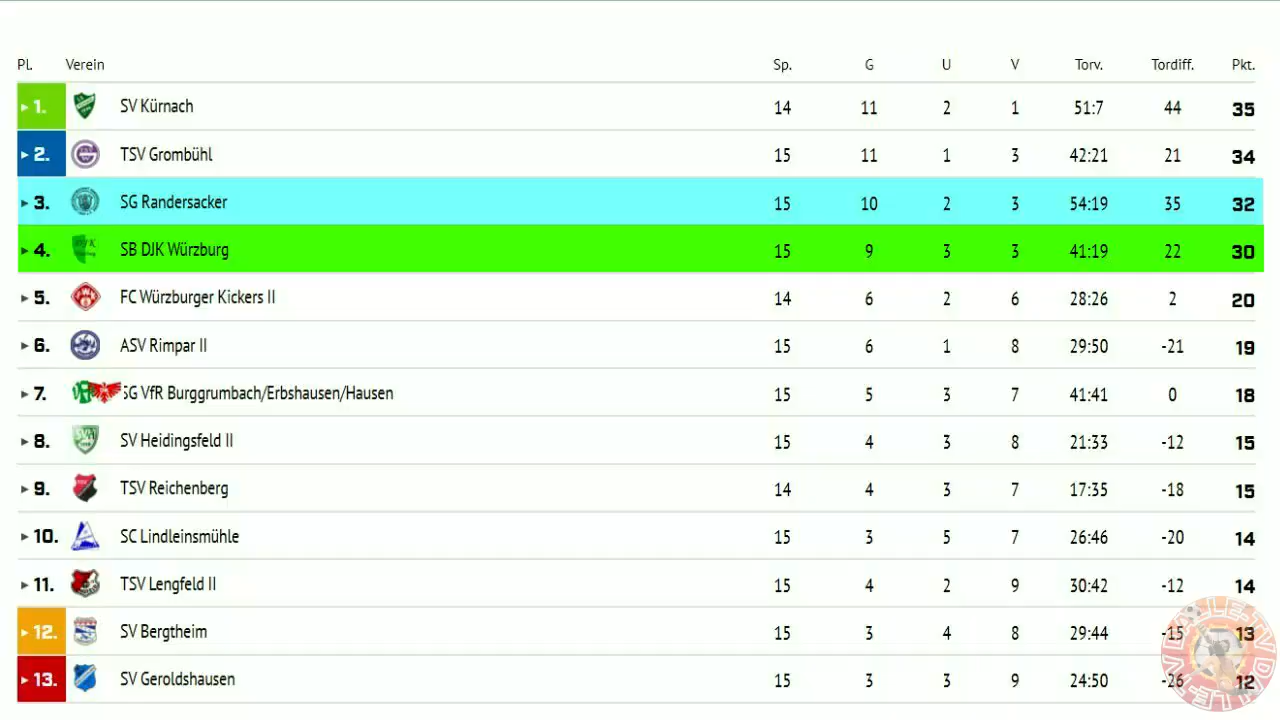 Pl. Verein Sp. G U V Torv. Tordiff. Pkt.
1. SV Kürnach 14 11 2 1 51:7 44 35
2. TSV Grombühl 15 11 1 3 42:21 21 34
3. SG Randersacker 15 10 2 3 54:19 35 32
4. SB DJK Würzburg 15 9 3 3 41:19 22 30
5. FC Würzburger Kickers II 14 6 2 6 28:26 2 20
6. ASV Rimpar II 15 6 1 8 29:50 -21 19
7. SG VfR Burggrumbach/Erbshausen/Hausen 15 5 3 7 41:41 0 18
8. SV Heidingsfeld II 15 4 3 8 21:33 -12 15
9. TSV Reichenberg 14 4 3 7 17:35 -18 15
10. SC Lindleinsmühle 15 3 5 7 26:46 -20 14
11. TSV Lengfeld II 15 4 2 9 30:42 -12 14
12. SV Bergtheim 15 3 4 8 29:44 -15 13
13. SV Geroldshausen 15 3 3 9 24:50 -26 12